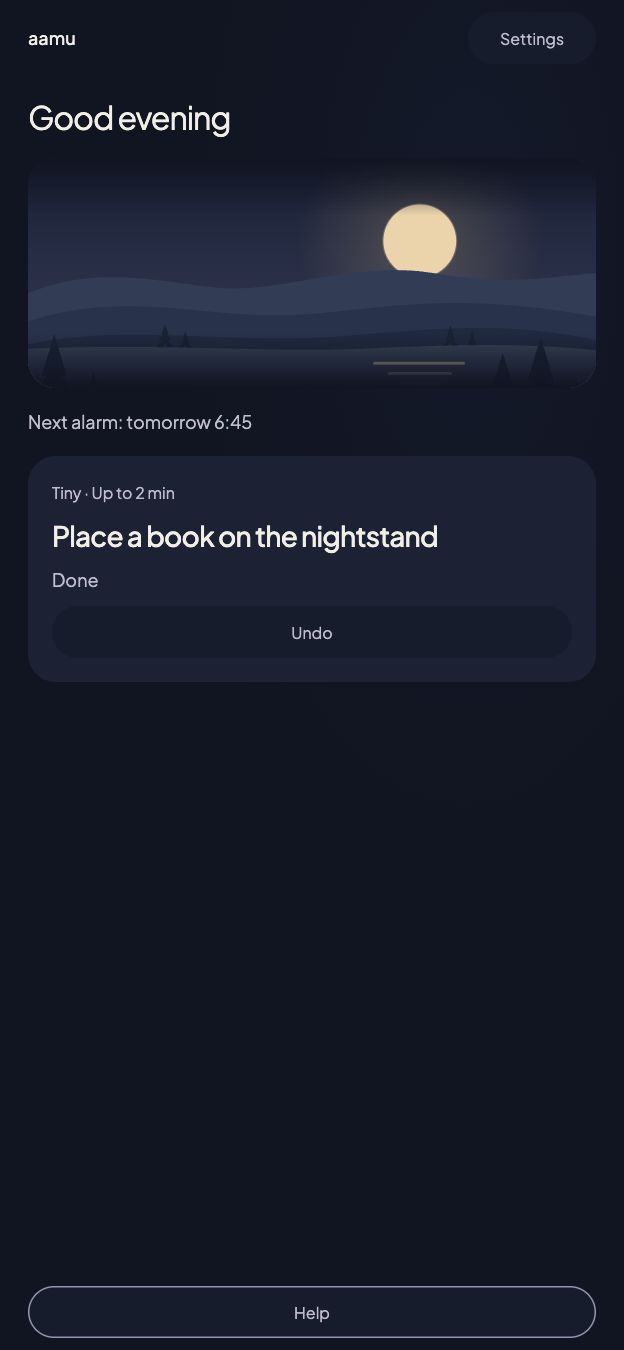 aamu
Settings
Good evening
Next alarm: tomorrow 6:45
Tiny · Up to 2 min
Place a book on the nightstand
Done
Undo
Help